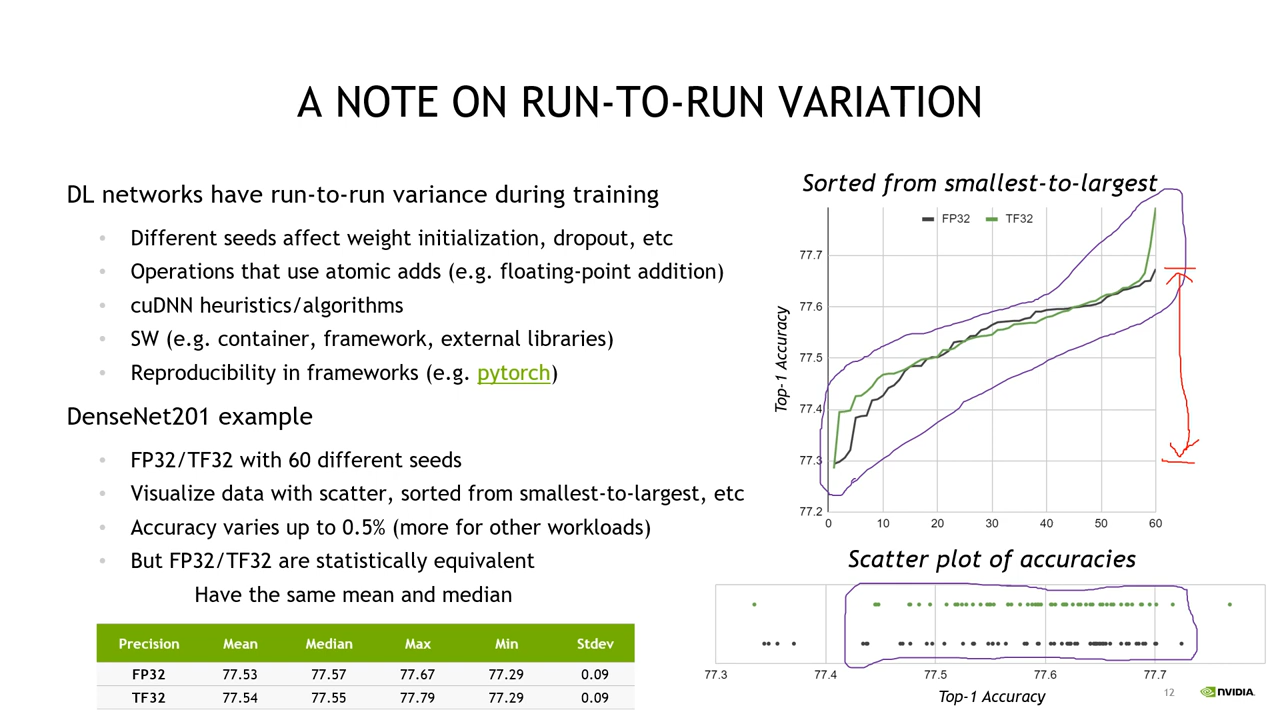 A NOTE ON RUN-TO-RUN VARIATION
DL networks have run-to-run variance during training
• Different seeds affect weight initialization, dropout, etc
• Operations that use atomic adds (e.g. floating-point addition)
• cuDNN heuristics/algorithms
• SW (e.g. container, framework, external libraries)
• Reproducibility in frameworks (e.g. pytorch)
DenseNet201 example
• FP32/TF32 with 60 different seeds
• Visualize data with scatter, sorted from smallest-to-largest, etc
• Accuracy varies up to 0.5% (more for other workloads)
• But FP32/TF32 are statistically equivalent
Have the same mean and median
Precision Mean Median Max Min Stdev
FP32 77.53 77.57 77.67 77.29 0.09
TF32 77.54 77.55 77.79 77.29 0.09
Sorted from smallest-to-largest
FP32 TF32
77.7
77.6
77.5
77.4
77.3
77.2
Top-1 Accuracy
0 10 20 30 40 50 60
Scatter plot of accuracies
77.3 77.4 77.5 77.6 77.7
Top-1 Accuracy
12
NVIDIA.